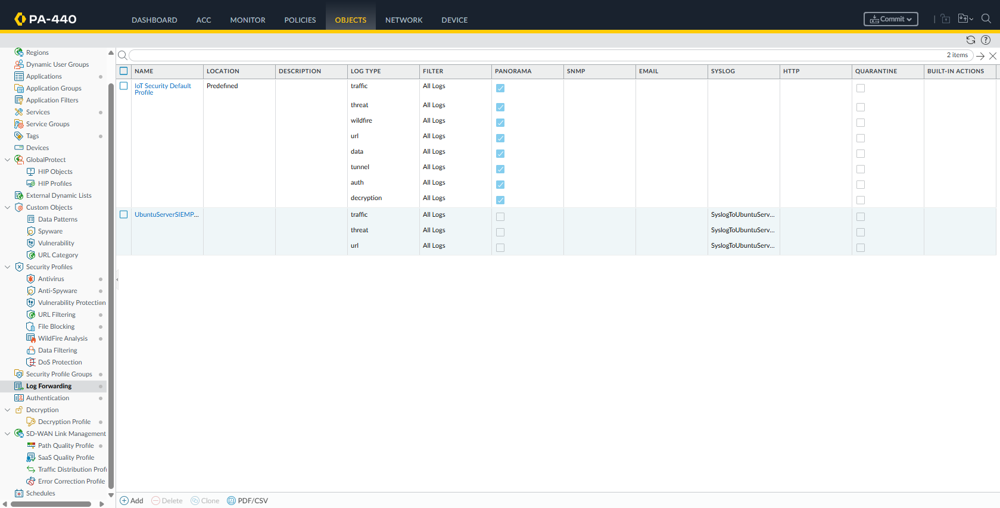 PA-440
DASHBOARD
ACC
MONITOR
POLICIES
OBJECTS
NETWORK
DEVICE
Commit
Regions
Dynamic User Groups
Applications
Application Groups
Application Filters
Services
Service Groups
Tags
Devices
GlobalProtect
HIP Objects
HIP Profiles
External Dynamic Lists
Custom Objects
Data Patterns
Spyware
Vulnerability
URL Category
Security Profiles
Antivirus
Anti-Spyware
Vulnerability Protection
URL Filtering
File Blocking
WildFire Analysis
Data Filtering
DoS Protection
Security Profile Groups
Log Forwarding
Authentication
Decryption
Decryption Profile
SD-WAN Link Management
Path Quality Profile
SaaS Quality Profile
Traffic Distribution Profi
Error Correction Profile
Schedules
2 items
NAME LOCATION DESCRIPTION LOG TYPE FILTER PANORAMA SNMP EMAIL SYSLOG HTTP QUARANTINE BUILT-IN ACTIONS
IoT Security Default Predefined traffic All Logs
Profile
threat All Logs
wildfire All Logs
url All Logs
data All Logs
tunnel All Logs
auth All Logs
decryption All Logs
UbuntuServerSIEMP... traffic All Logs SyslogToUbuntuServ...
threat All Logs SyslogToUbuntuServ...
url All Logs SyslogToUbuntuServ...
Add Delete Clone PDF/CSV